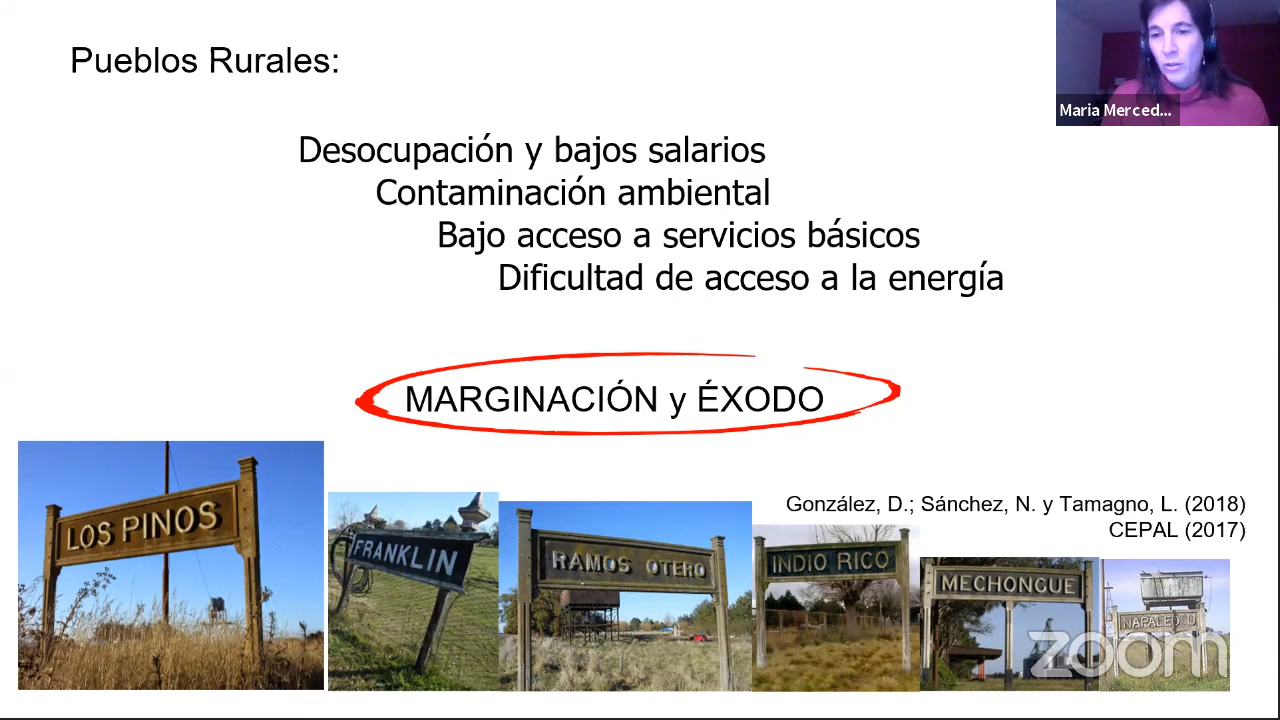 Pueblos Rurales:
Maria Merced...
Desocupación y bajos salarios
Contaminación ambiental
Bajo acceso a servicios básicos
Dificultad de acceso a la energía
MARGINACIÓN y ÉXODO
González, D.; Sánchez, N. y Tamagno, L. (2018)
CEPAL (2017)
LOS PINOS
FRANKLIN
RAMOS OTERO
INDIO RICO
MECHONGUE
NAPALEO U
zoom